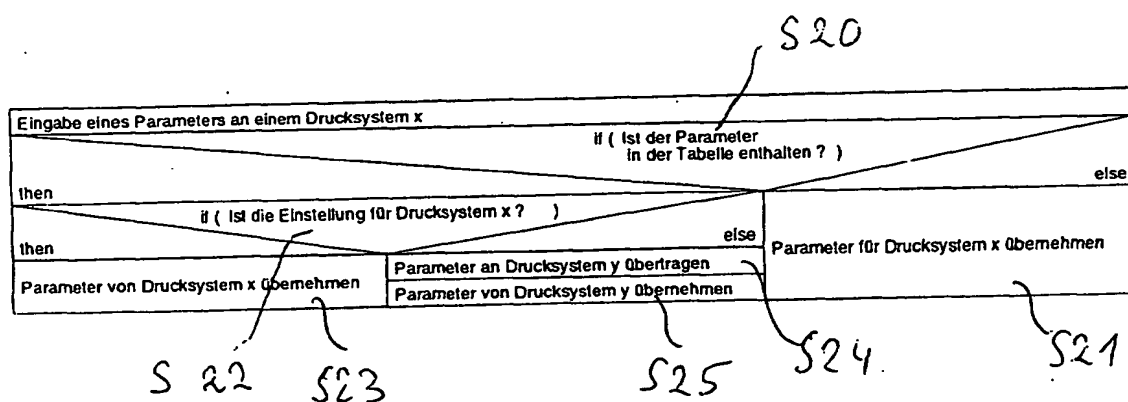 S20
Eingabe eines Parameters an einem Drucksystem x
if ( Ist der Parameter
in der Tabelle enthalten ? )
then
else
if ( Ist die Einstellung für Drucksystem x ? )
then
else
Parameter für Drucksystem x übernehmen
Parameter von Drucksystem x übernehmen
Parameter an Drucksystem y übertragen
Parameter von Drucksystem y übernehmen
S22
S23
S25
S24
S21